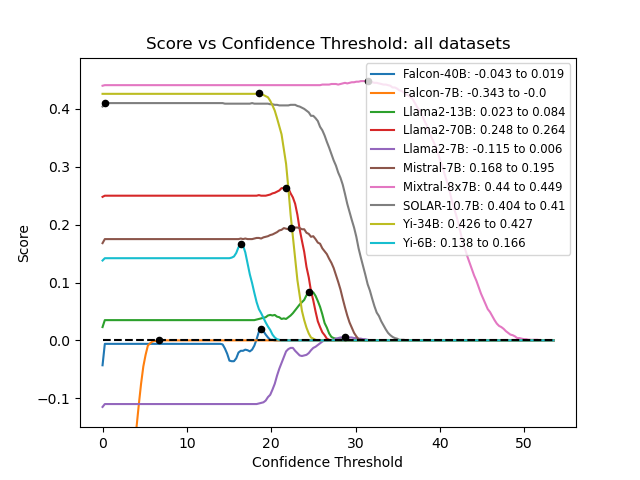 Score vs Confidence Threshold: all datasets
Score
0.4
0.3
0.2
0.1
0.0
−0.1
Falcon-40B: -0.043 to 0.019
Falcon-7B: -0.343 to -0.0
Llama2-13B: 0.023 to 0.084
Llama2-70B: 0.248 to 0.264
Llama2-7B: -0.115 to 0.006
Mistral-7B: 0.168 to 0.195
Mixtral-8x7B: 0.44 to 0.449
SOLAR-10.7B: 0.404 to 0.41
Yi-34B: 0.426 to 0.427
Yi-6B: 0.138 to 0.166
0 10 20 30 40 50
Confidence Threshold